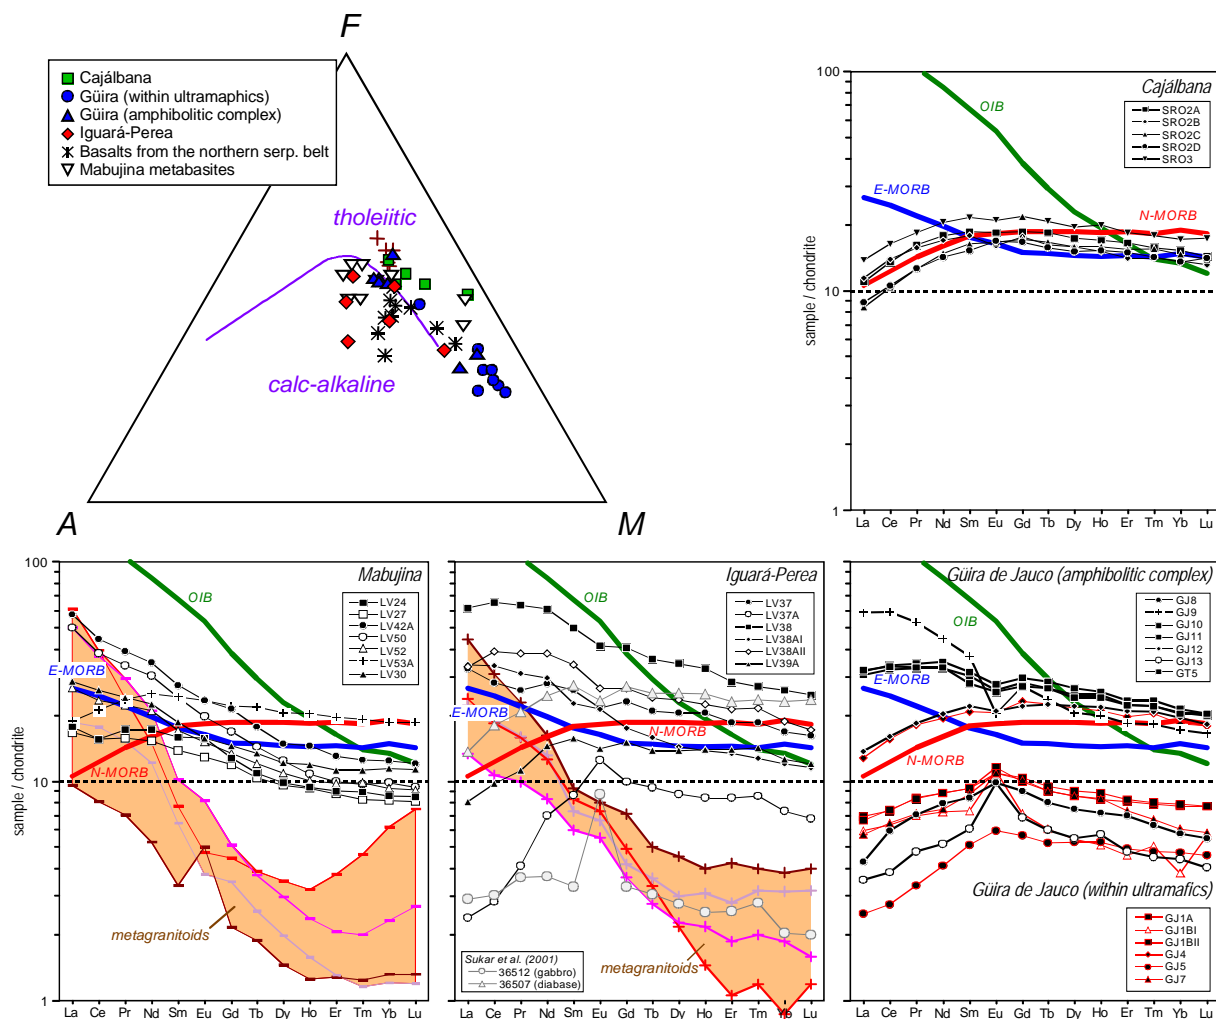 F
Cajálbana
Güira (within ultramaphics)
Güira (amphibolitic complex)
Iguará-Perea
Basalts from the northern serp. belt
Mabujina metabasites
tholeiitic
calc-alkaline
A
M
Cajálbana
SRO2A
SRO2B
SRO2C
SRO2D
SRO3
OIB
E-MORB
N-MORB
100
10
1
sample / chondrite
La Ce Pr Nd Sm Eu Gd Tb Dy Ho Er Tm Yb Lu
Mabujina
LV24
LV27
LV42A
LV50
LV52
LV53A
LV30
OIB
E-MORB
N-MORB
metagranitoids
100
10
1
sample / chondrite
La Ce Pr Nd Sm Eu Gd Tb Dy Ho Er Tm Yb Lu
Iguará-Perea
LV37
LV37A
LV38
LV38AI
LV38AII
LV39A
OIB
E-MORB
N-MORB
metagranitoids
Sukar et al. (2001)
36512 (gabbro)
36507 (diabase)
La Ce Pr Nd Sm Eu Gd Tb Dy Ho Er Tm Yb Lu
Güira de Jauco (amphibolitic complex)
GJ8
GJ9
GJ10
GJ11
GJ12
GJ13
GT5
OIB
E-MORB
N-MORB
Güira de Jauco (within ultramafics)
GJ1A
GJ1BI
GJ1BII
GJ4
GJ5
GJ7
La Ce Pr Nd Sm Eu Gd Tb Dy Ho Er Tm Yb Lu